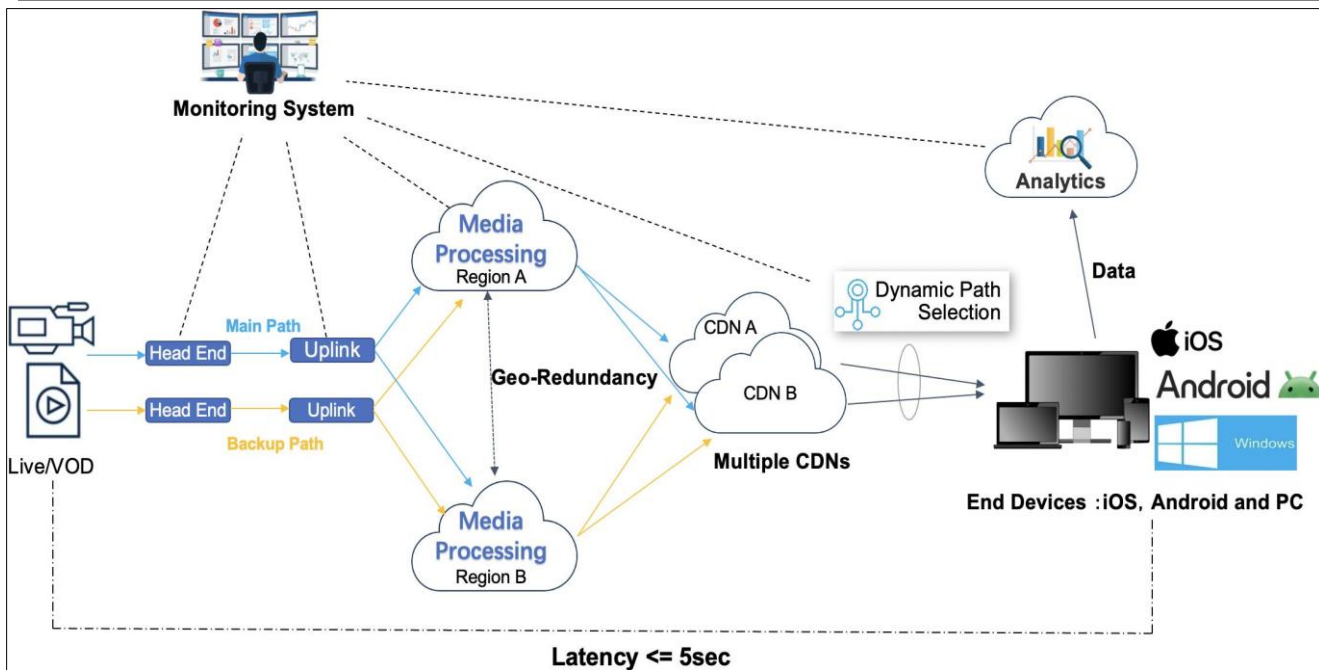 Monitoring System
Analytics
Media
Processing
Region A
Data
Dynamic Path
Selection
CDN A
CDN B
Multiple CDNs
iOS
Android
Windows
Main Path
Head End
Uplink
Geo-Redundancy
Head End
Uplink
Backup Path
Live/VOD
Media
Processing
Region B
End Devices :iOS, Android and PC
Latency <= 5sec